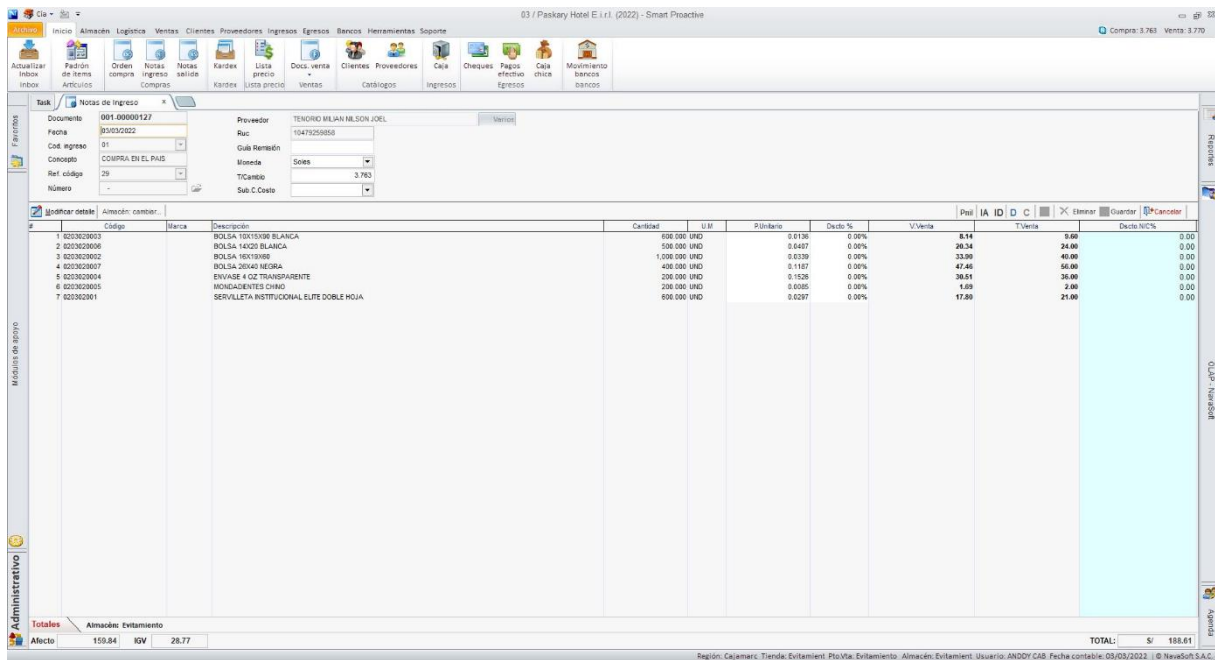 Cia
03 / Paskary Hotel E.i.r.l. (2022) - Smart Proactive
Archivo Inicio Almacén Logística Ventas Clientes Proveedores Ingresos Egresos Bancos Herramientas Soporte
Compra: 3.763 Venta: 3.770
Actualizar Inbox Padrón de ítems Orden compra Notas ingreso Notas salida Kardex Lista precio Docs. venta Clientes Proveedores Caja Cheques Pagos efectivo Caja chica Movimiento bancos
Inbox Artículos Compras Kardex Lista precio Ventas Catálogos Ingresos Egresos bancos
Task Notas de Ingreso x
Documento 001-00000127 Proveedor TENORIO MILIAN NILSON JOEL
Fecha 03/03/2022 Ruc 10479259858
Cod. ingreso 01 Guía Remisión
Concepto COMPRA EN EL PAIS Moneda Soles
Ref. código 29 T/Cambio 3.763
Número - Sub.C.Costo
Modificar detalle Almacén: cambiar... Pnil IA ID D C Eliminar Guardar Cancelar
# Código Marca Descripción Cantidad U.M P.Unitario Dscto % V.Venta T.Venta Dscto.N/C%
1 0203020003 BOLSA 10X15X90 BLANCA 600.000 UND 0.0136 0.00% 8.14 9.60 0.00
2 0203020006 BOLSA 14X20 BLANCA 500.000 UND 0.0407 0.00% 20.34 24.00 0.00
3 0203020002 BOLSA 16X19X60 1,000.000 UND 0.0339 0.00% 33.90 40.00 0.00
4 0203020007 BOLSA 26X40 NEGRA 400.000 UND 0.1187 0.00% 47.46 56.00 0.00
5 0203020004 ENVASE 4 OZ TRANSPARENTE 200.000 UND 0.1526 0.00% 30.51 36.00 0.00
6 0203020005 MONDADIENTES CHINO 200.000 UND 0.0085 0.00% 1.69 2.00 0.00
7 020302001 SERVILLETA INSTITUCIONAL ELITE DOBLE HOJA 600.000 UND 0.0297 0.00% 17.80 21.00 0.00
Favoritos
Módulos de apoyo
Administrativo
Reportes
OLAP - NavaSoft
Agenda
Totales Almacén: Evitamiento
Afecto 159.84 IGV 28.77 TOTAL: S/ 188.61
Región: Cajamarc Tienda: Evitamient Pto.Vta: Evitamiento Almacén: Evitamient Usuario: ANDDY CAB Fecha contable: 03/03/2022 | © NavaSoft S.A.C.